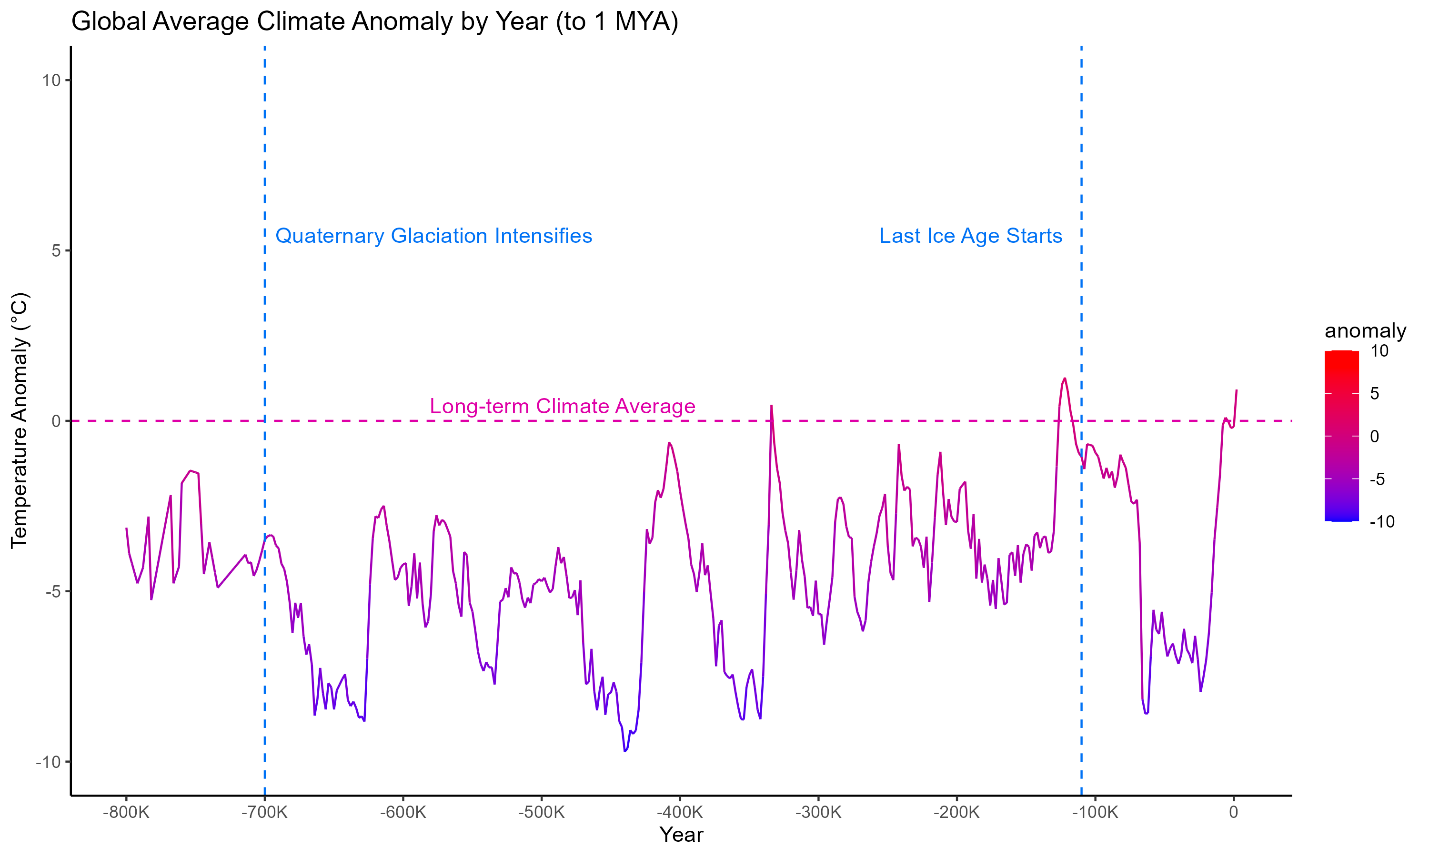 Global Average Climate Anomaly by Year (to 1 MYA)
Temperature Anomaly (°C)
10
5
0
-5
-10
Quaternary Glaciation Intensifies
Last Ice Age Starts
Long-term Climate Average
-800K
-700K
-600K
-500K
-400K
-300K
-200K
-100K
0
Year
anomaly
10
5
0
-5
-10